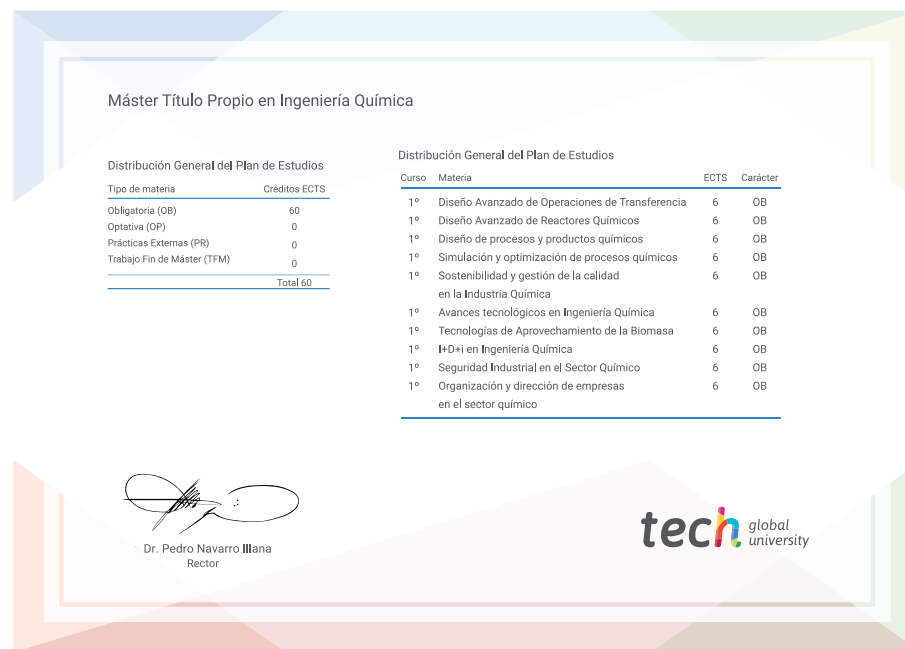 Máster Título Propio en Ingeniería Química
Distribución General del Plan de Estudios
Tipo de materia Créditos ECTS
Obligatoria (OB) 60
Optativa (OP) 0
Prácticas Externas (PR) 0
Trabajo Fin de Máster (TFM) 0
Total 60
Distribución General del Plan de Estudios
Curso Materia ECTS Carácter
1º Diseño Avanzado de Operaciones de Transferencia 6 OB
1º Diseño Avanzado de Reactores Químicos 6 OB
1º Diseño de procesos y productos químicos 6 OB
1º Simulación y optimización de procesos químicos 6 OB
1º Sostenibilidad y gestión de la calidad 6 OB
en la Industria Química
1º Avances tecnológicos en Ingeniería Química 6 OB
1º Tecnologías de Aprovechamiento de la Biomasa 6 OB
1º I+D+i en Ingeniería Química 6 OB
1º Seguridad Industrial en el Sector Químico 6 OB
1º Organización y dirección de empresas 6 OB
en el sector químico
Dr. Pedro Navarro Illana
Rector
tech global
university